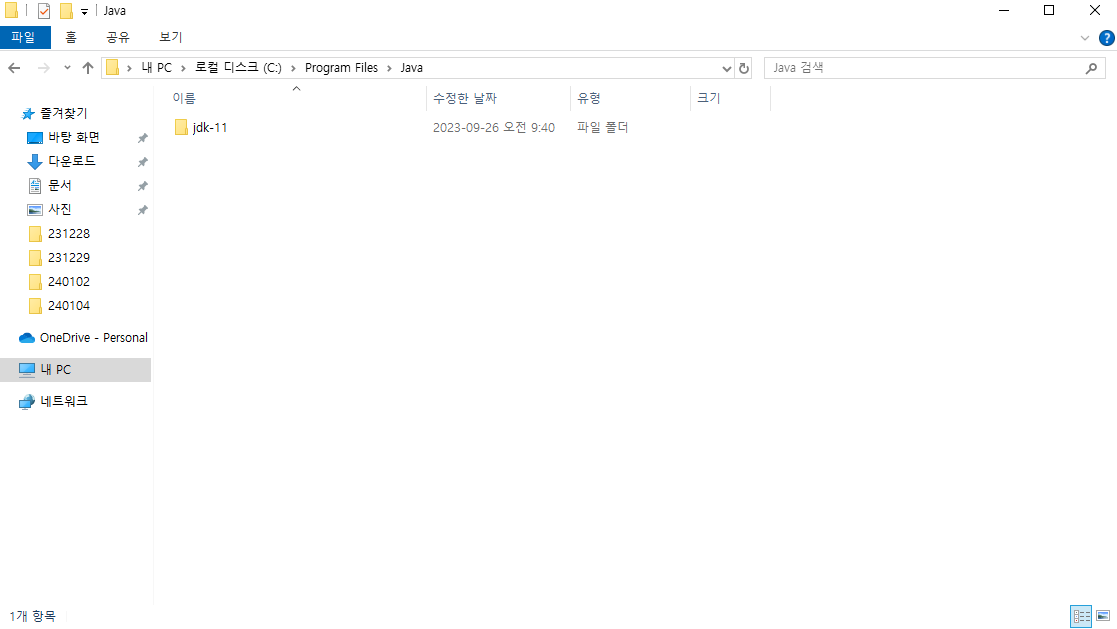 Java
파일 홈 공유 보기
내 PC › 로컬 디스크 (C:) › Program Files › Java
Java 검색
이름 수정한 날짜 유형 크기
jdk-11 2023-09-26 오전 9:40 파일 폴더
즐겨찾기
바탕 화면
다운로드
문서
사진
231228
231229
240102
240104
OneDrive - Personal
내 PC
네트워크
1개 항목